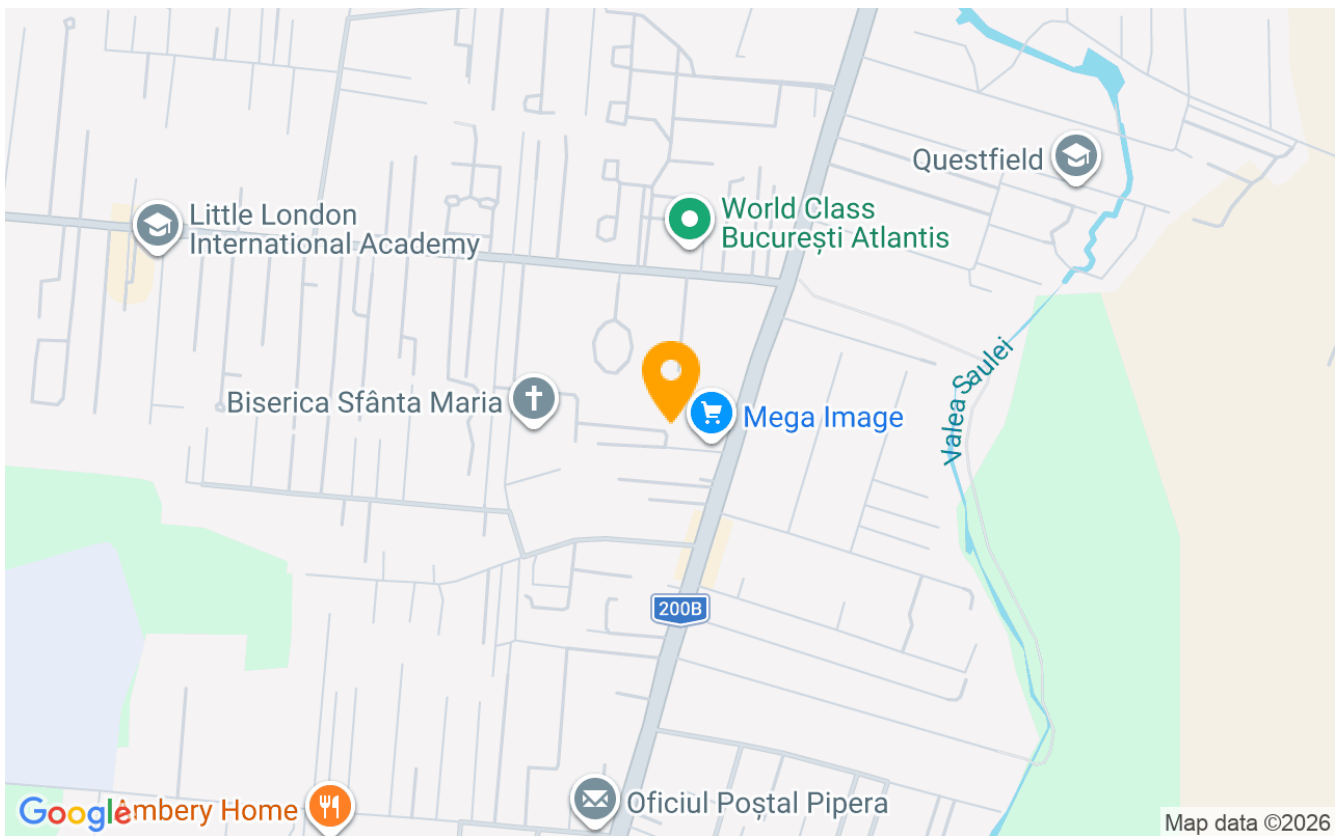 Questfield
World Class
București Atlantis
Little London
International Academy
Biserica Sfânta Maria
Mega Image
Valea Saulei
200B
Oficiul Poștal Pipera
Google
Ambery Home
Map data ©2026